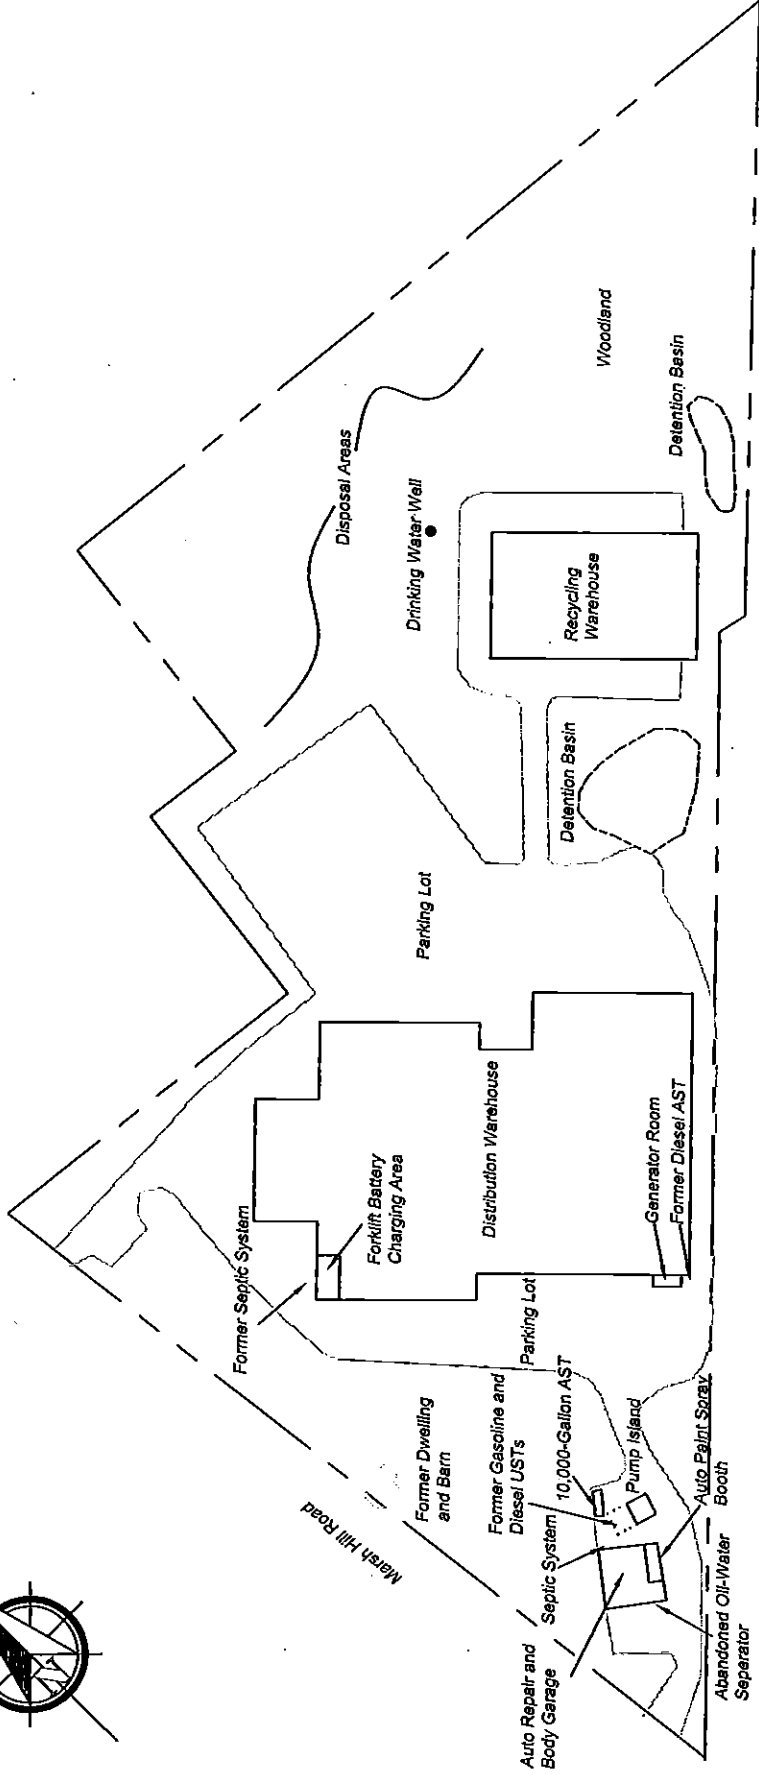 Marsh Hill Road
Former Septic System
Forklift Battery
Charging Area
Distribution Warehouse
Generator Room
Former Diesel AST
Parking Lot
Parking Lot
Former Dwelling
and Barn
Former Gasoline and
Diesel USTs
10,000-Gallon AST
Pump Island
Septic System
Auto Repair and
Body Garage
Auto Paint Spray
Booth
Abandoned Oil-Water
Seperator
Disposal Areas
Drinking Water Well
Recycling
Warehouse
Detention Basin
Detention Basin
Woodland